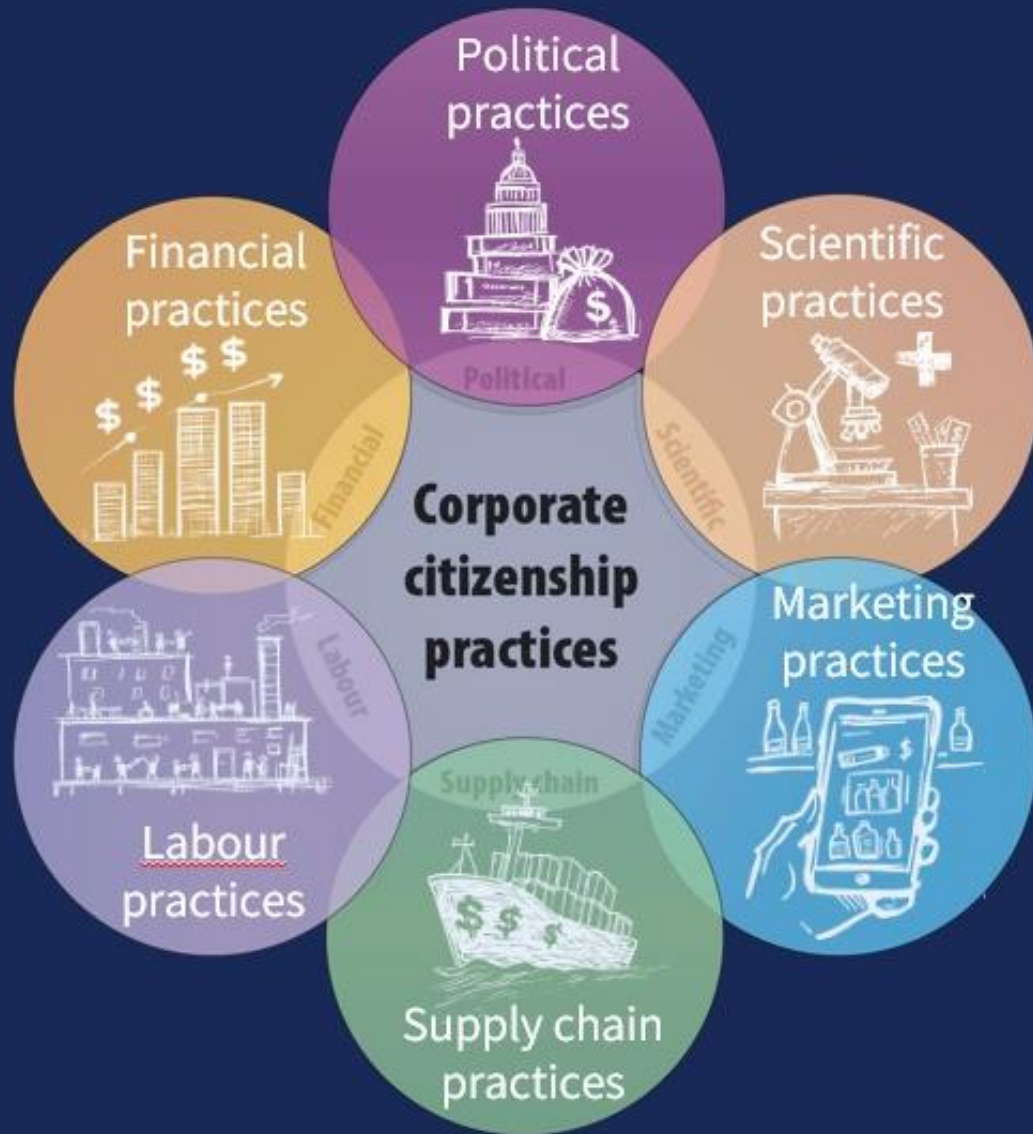 Political
practices
Financial
practices
$ $ $ $
Scientific
practices
$
Political
Financial
Scientific
Corporate
citizenship
practices
Labour
Marketing
Supply chain
Marketing
practices
$
Labour
practices
$ $ $
Supply chain
practices